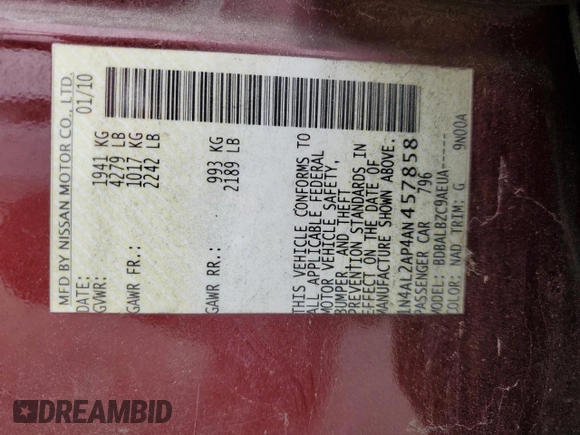 MFD BY NISSAN MOTOR CO., LTD.
DATE: 01/10
GVWR: 1941 KG
4279 LB
GAWR FR.: 1017 KG
2242 LB
GAWR RR.: 993 KG
2189 LB
THIS VEHICLE CONFORMS TO
ALL APPLICABLE FEDERAL
MOTOR VEHICLE SAFETY,
BUMPER, AND THEFT
PREVENTION STANDARDS IN
EFFECT ON THE DATE OF
MANUFACTURE SHOWN ABOVE.
1N4AL2AP4AN457858
PASSENGER CAR 796
MODEL: BDBALBZC9AEUA-----
COLOR: NAD TRIM: G 9N00A
DREAMBID